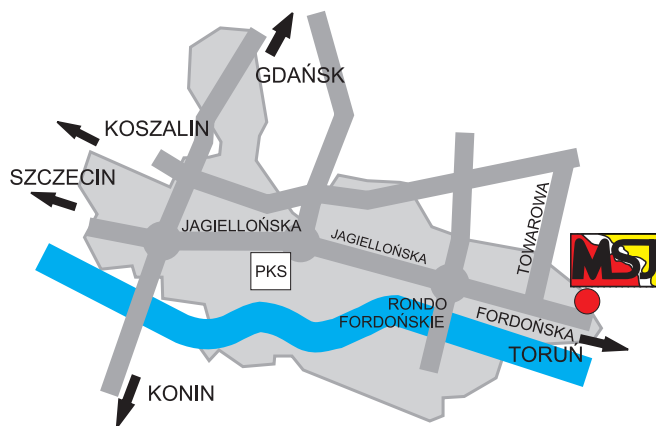 GDAŃSK
KOSZALIN
SZCZECIN
JAGIELLOŃSKA
JAGIELLOŃSKA
TOWAROWA
MSJ
PKS
RONDO
FORDOŃSKIE
FORDOŃSKA
TORUŃ
KONIN